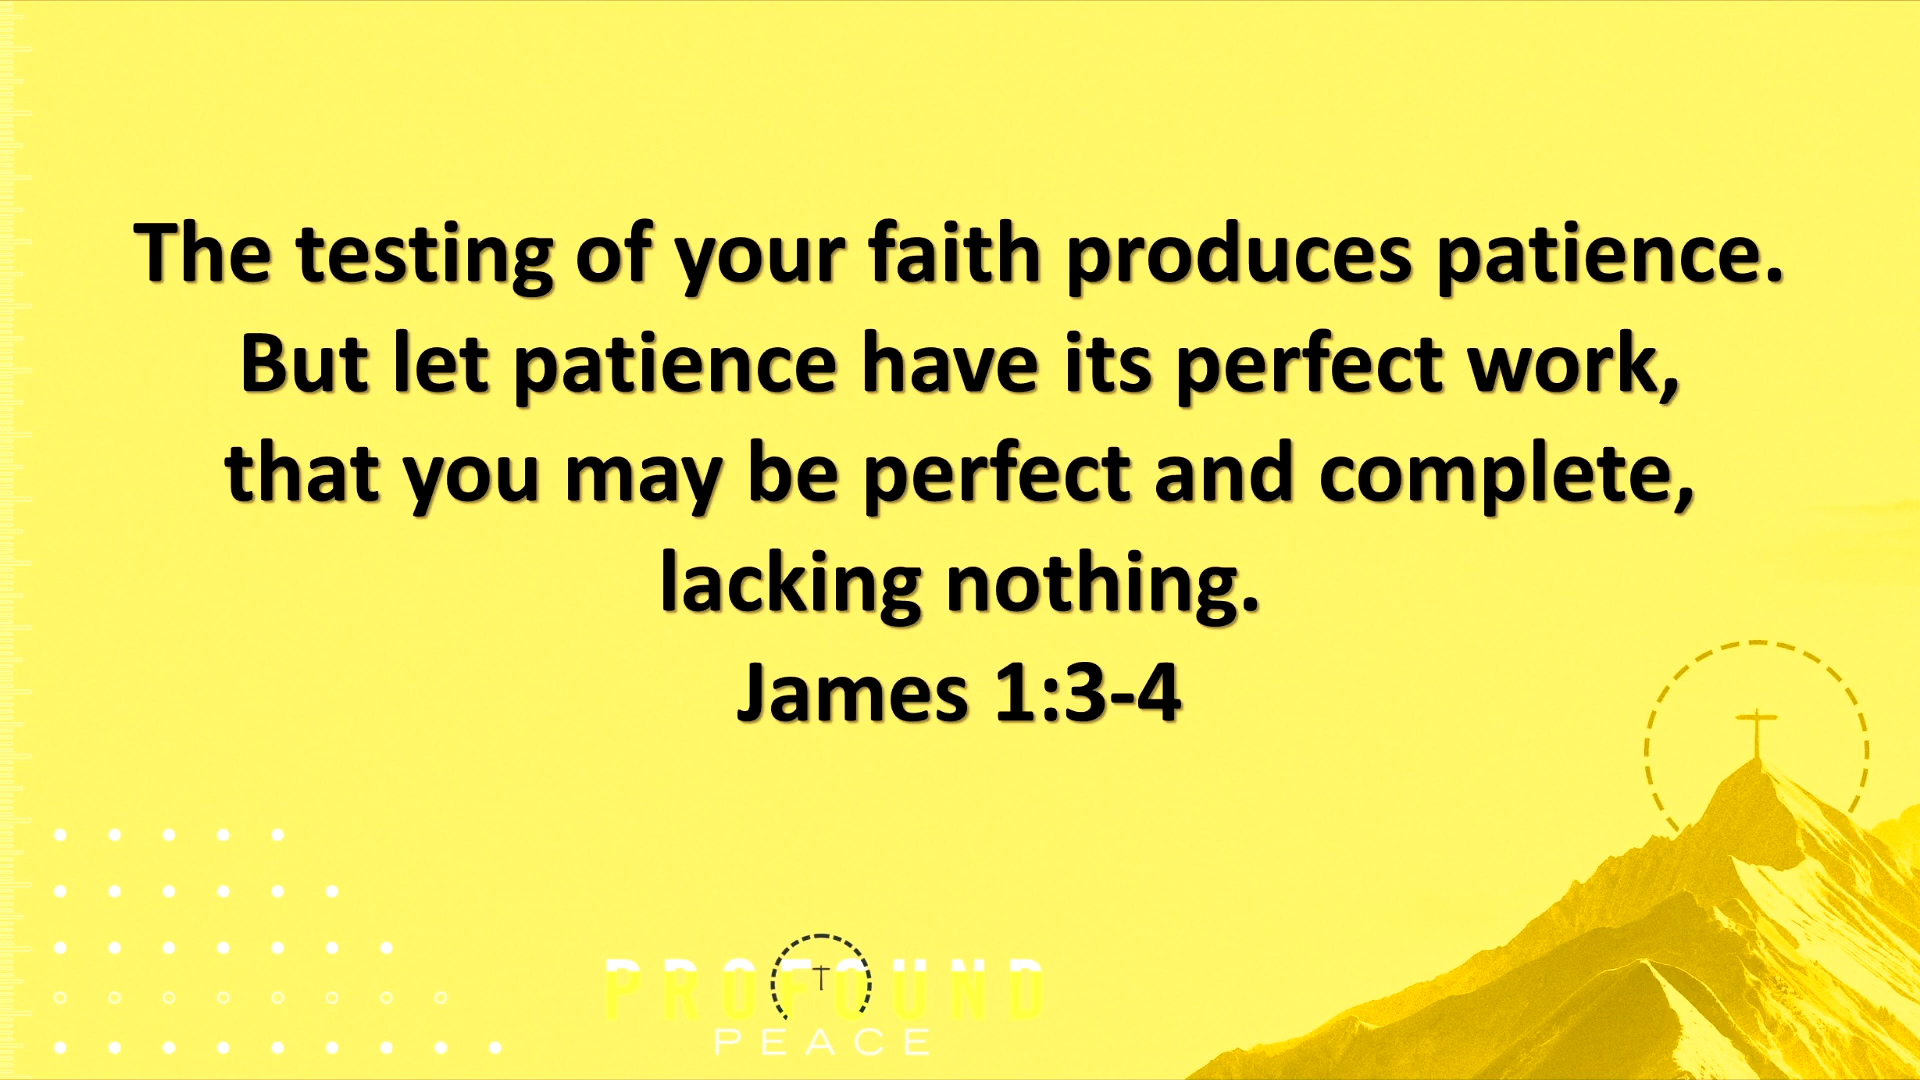 The testing of your faith produces patience.
But let patience have its perfect work,
that you may be perfect and complete,
lacking nothing.
James 1:3-4
PROFOUND
PEACE